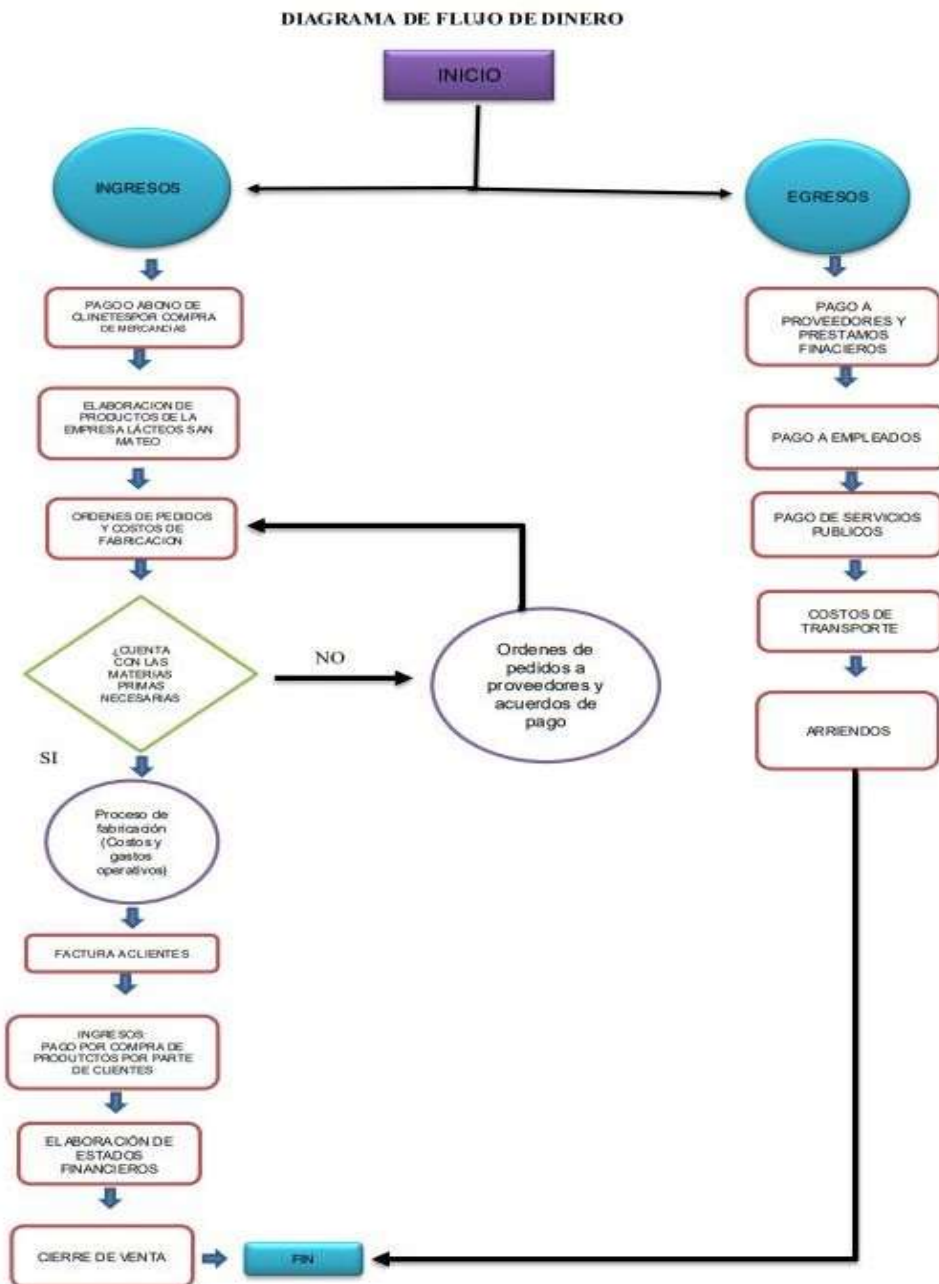 DIAGRAMA DE FLUJO DE DINERO
INICIO
INGRESOS
EGRESOS
PAGO O ABONO DE
CLINETESPOR COMPRA
DE MERCANCIAS
ELABORACION DE
PRODUCTOS DE LA
EMPRESA LÁCTEOS SAN
MATEO
ORDENES DE PEDIDOS
Y COSTOS DE
FABRICACION
¿CUENTA
CON LAS
MATERIAS
PRIMAS
NECESARIAS
NO
Ordenes de
pedidos a
proveedores y
acuerdos de
pago
SI
Proceso de
fabricación
(Costos y
gastos
operativos)
FACTURA A CLIENTES
INGRESOS:
PAGO POR COMPRA DE
PRODUTCTOS POR PARTE
DE CLIENTES
ELABORACIÓN DE
ESTADOS
FINANCIEROS
CIERRE DE VENTA
FIN
PAGO A
PROVEEDORES Y
PRESTAMOS
FINACIEROS
PAGO A EMPLEADOS
PAGO DE SERVICIOS
PUBLICOS
COSTOS DE
TRANSPORTE
ARRIENDOS